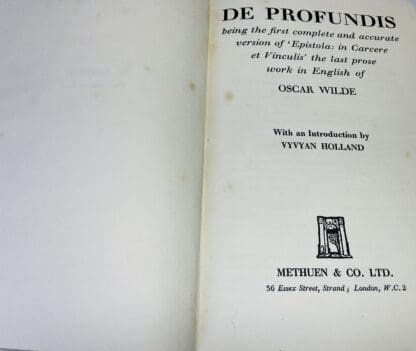 DE PROFUNDIS
being the first complete and accurate
version of 'Epistola: in Carcere
et Vinculis' the last prose
work in English of
OSCAR WILDE
With an Introduction by
VYVYAN HOLLAND
METHUEN & CO. LTD.
36 Essex Street, Strand; London, W.C.2